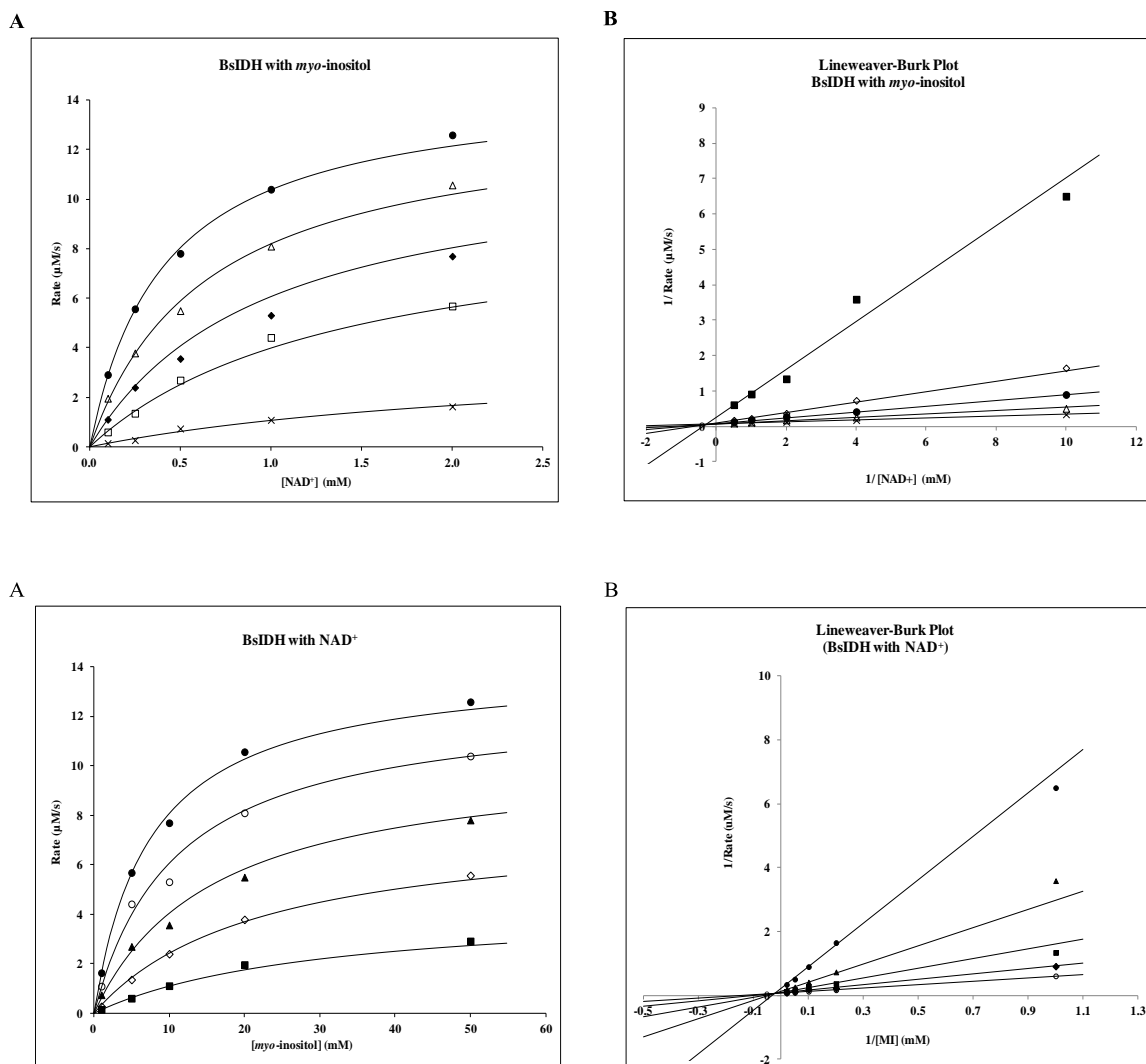 A
BsIDH with myo-inositol
14
12
10
8
6
4
2
0
0.0 0.5 1.0 1.5 2.0 2.5
Rate (µM/s)
[NAD⁺] (mM)
B
Lineweaver-Burk Plot
BsIDH with myo-inositol
9
8
7
6
5
4
3
2
1
0
-1
-2 0 2 4 6 8 10 12
1/Rate (µM/s)
1/[NAD+] (mM)
A
BsIDH with NAD⁺
14
12
10
8
6
4
2
0
0 10 20 30 40 50 60
Rate (µM/s)
[myo-inositol] (mM)
B
Lineweaver-Burk Plot
(BsIDH with NAD⁺)
10
8
6
4
2
0
-2
-0.5 -0.3 -0.1 0.1 0.3 0.5 0.7 0.9 1.1 1.3
1/Rate (uM/s)
1/[MI] (mM)